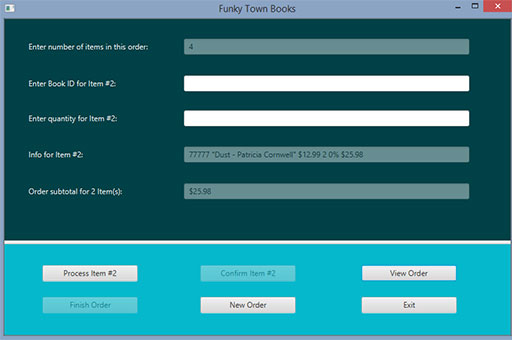 Funky Town Books
Enter number of items in this order: 4
Enter Book ID for Item #2:
Enter quantity for Item #2:
Info for Item #2: 77777 "Dust - Patricia Cornwell" $12.99 2 0% $25.98
Order subtotal for 2 Item(s): $25.98
Process Item #2 Confirm Item #2 View Order
Finish Order New Order Exit